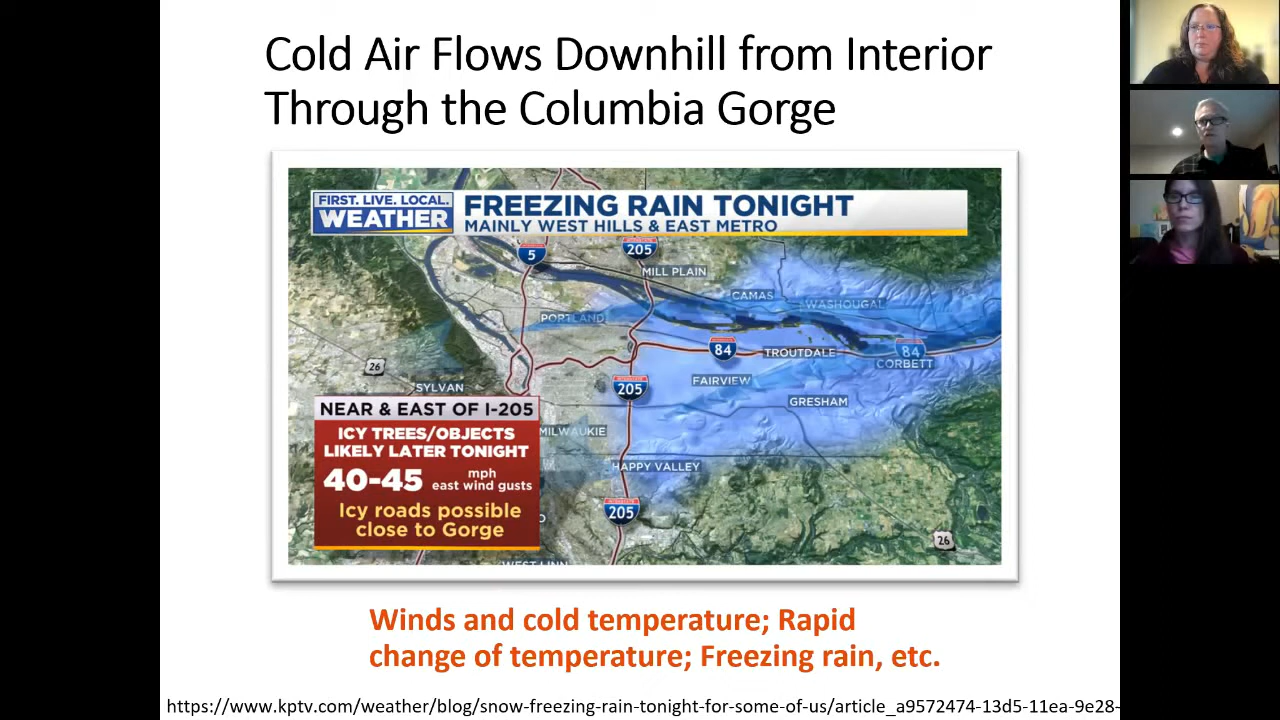 Cold Air Flows Downhill from Interior
Through the Columbia Gorge
FIRST. LIVE. LOCAL.
WEATHER
FREEZING RAIN TONIGHT
MAINLY WEST HILLS & EAST METRO
5
205
MILL PLAIN
CAMAS
WASHOUGAL
PORTLAND
84
TROUTDALE
84
CORBETT
26
SYLVAN
205
FAIRVIEW
GRESHAM
NEAR & EAST OF I-205
ICY TREES/OBJECTS
LIKELY LATER TONIGHT
40-45 mph east wind gusts
Icy roads possible
close to Gorge
MILWAUKIE
HAPPY VALLEY
205
26
WEST LINN
Winds and cold temperature; Rapid
change of temperature; Freezing rain, etc.
https://www.kptv.com/weather/blog/snow-freezing-rain-tonight-for-some-of-us/article_a9572474-13d5-11ea-9e28-